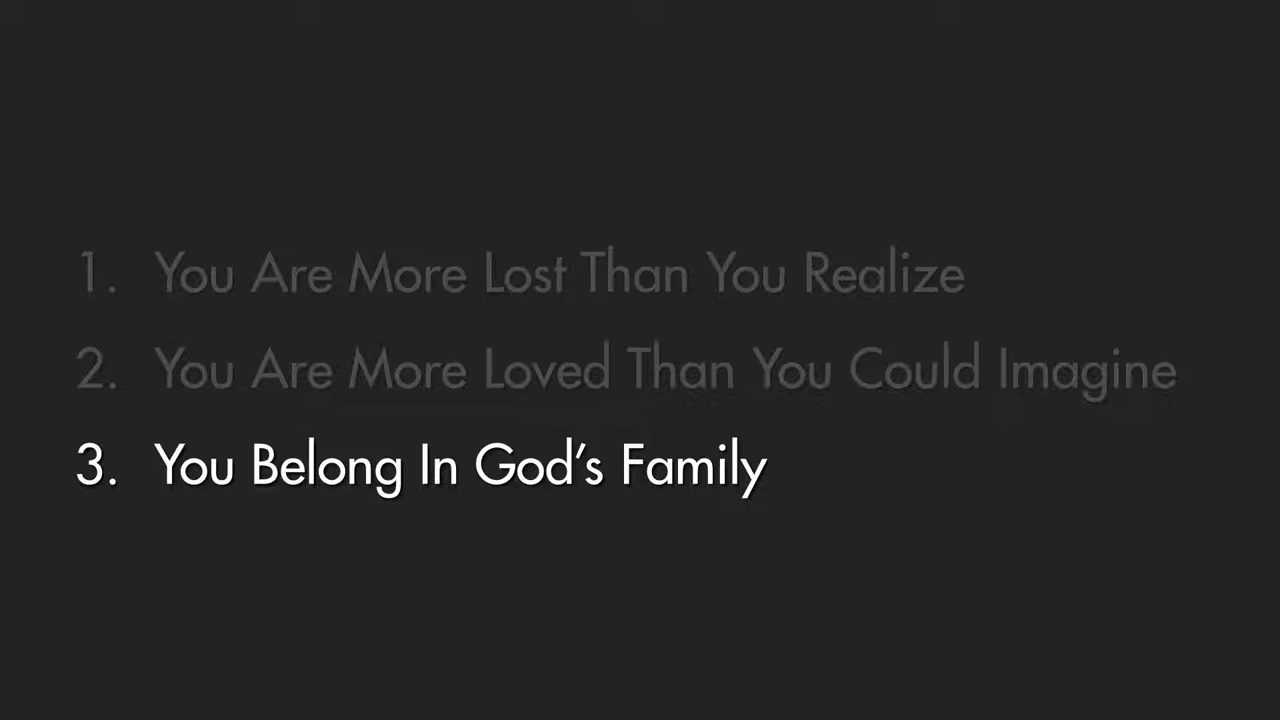 1. You Are More Lost Than You Realize
2. You Are More Loved Than You Could Imagine
3. You Belong In God’s Family